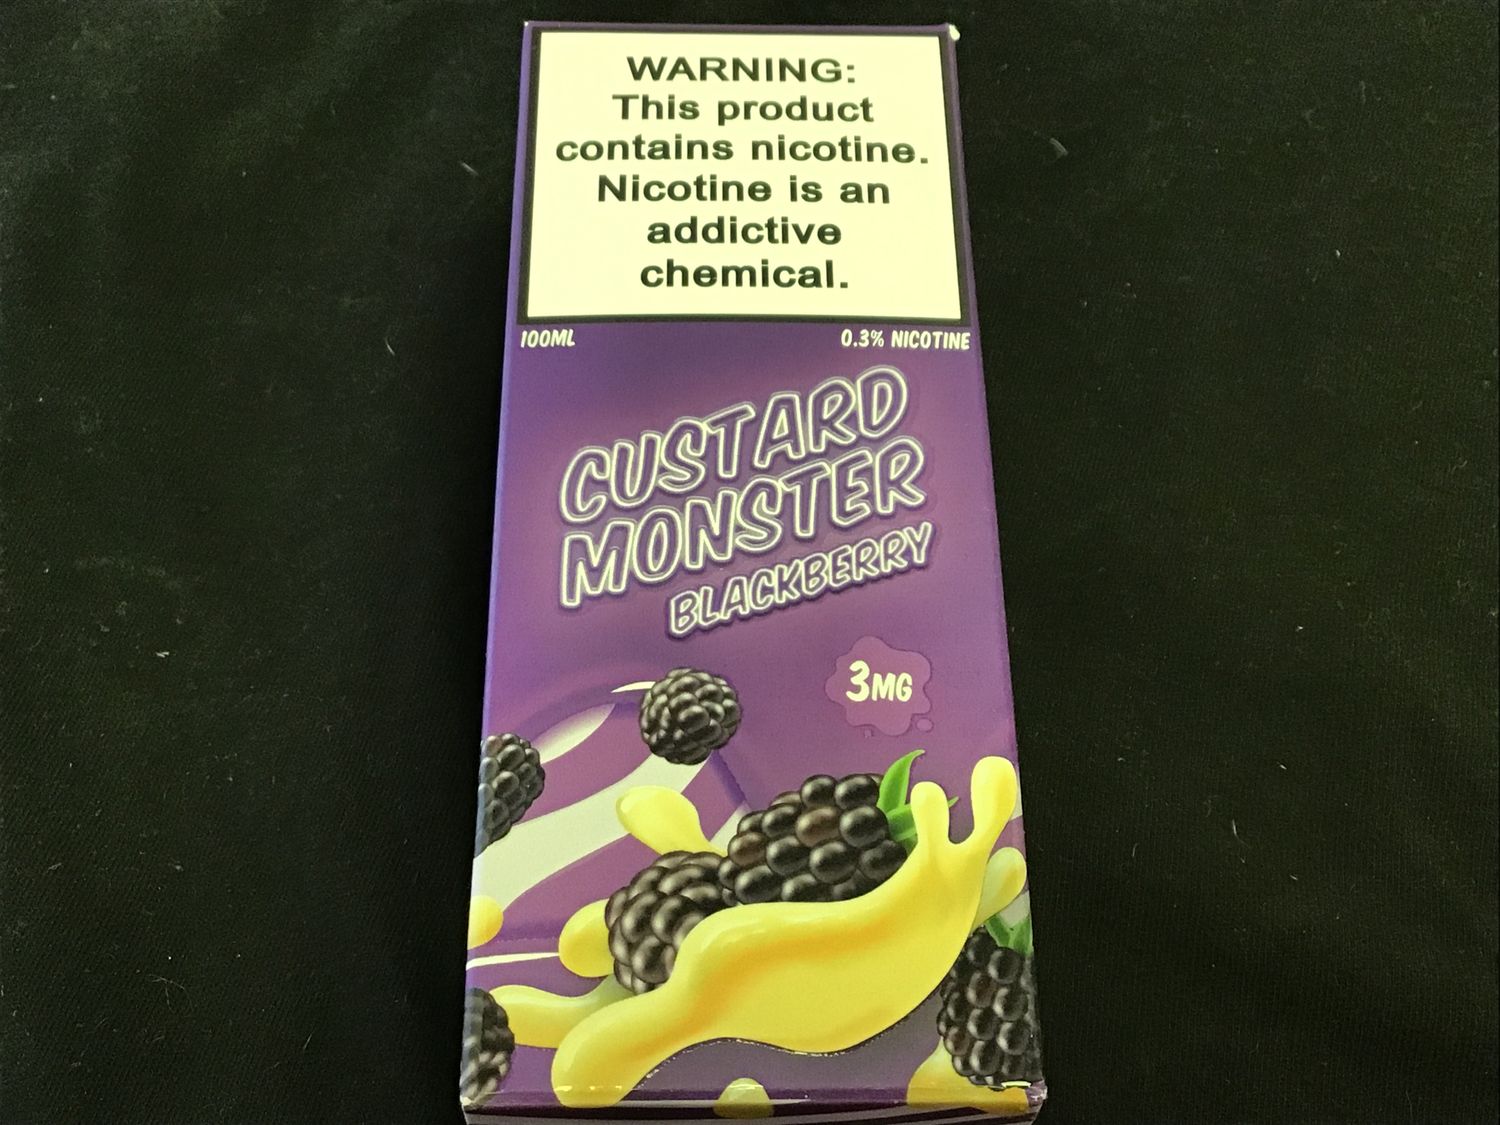 WARNING:
This product
contains nicotine.
Nicotine is an
addictive
chemical.
100ML
0.3% NICOTINE
CUSTARD
MONSTER
BLACKBERRY
3MG